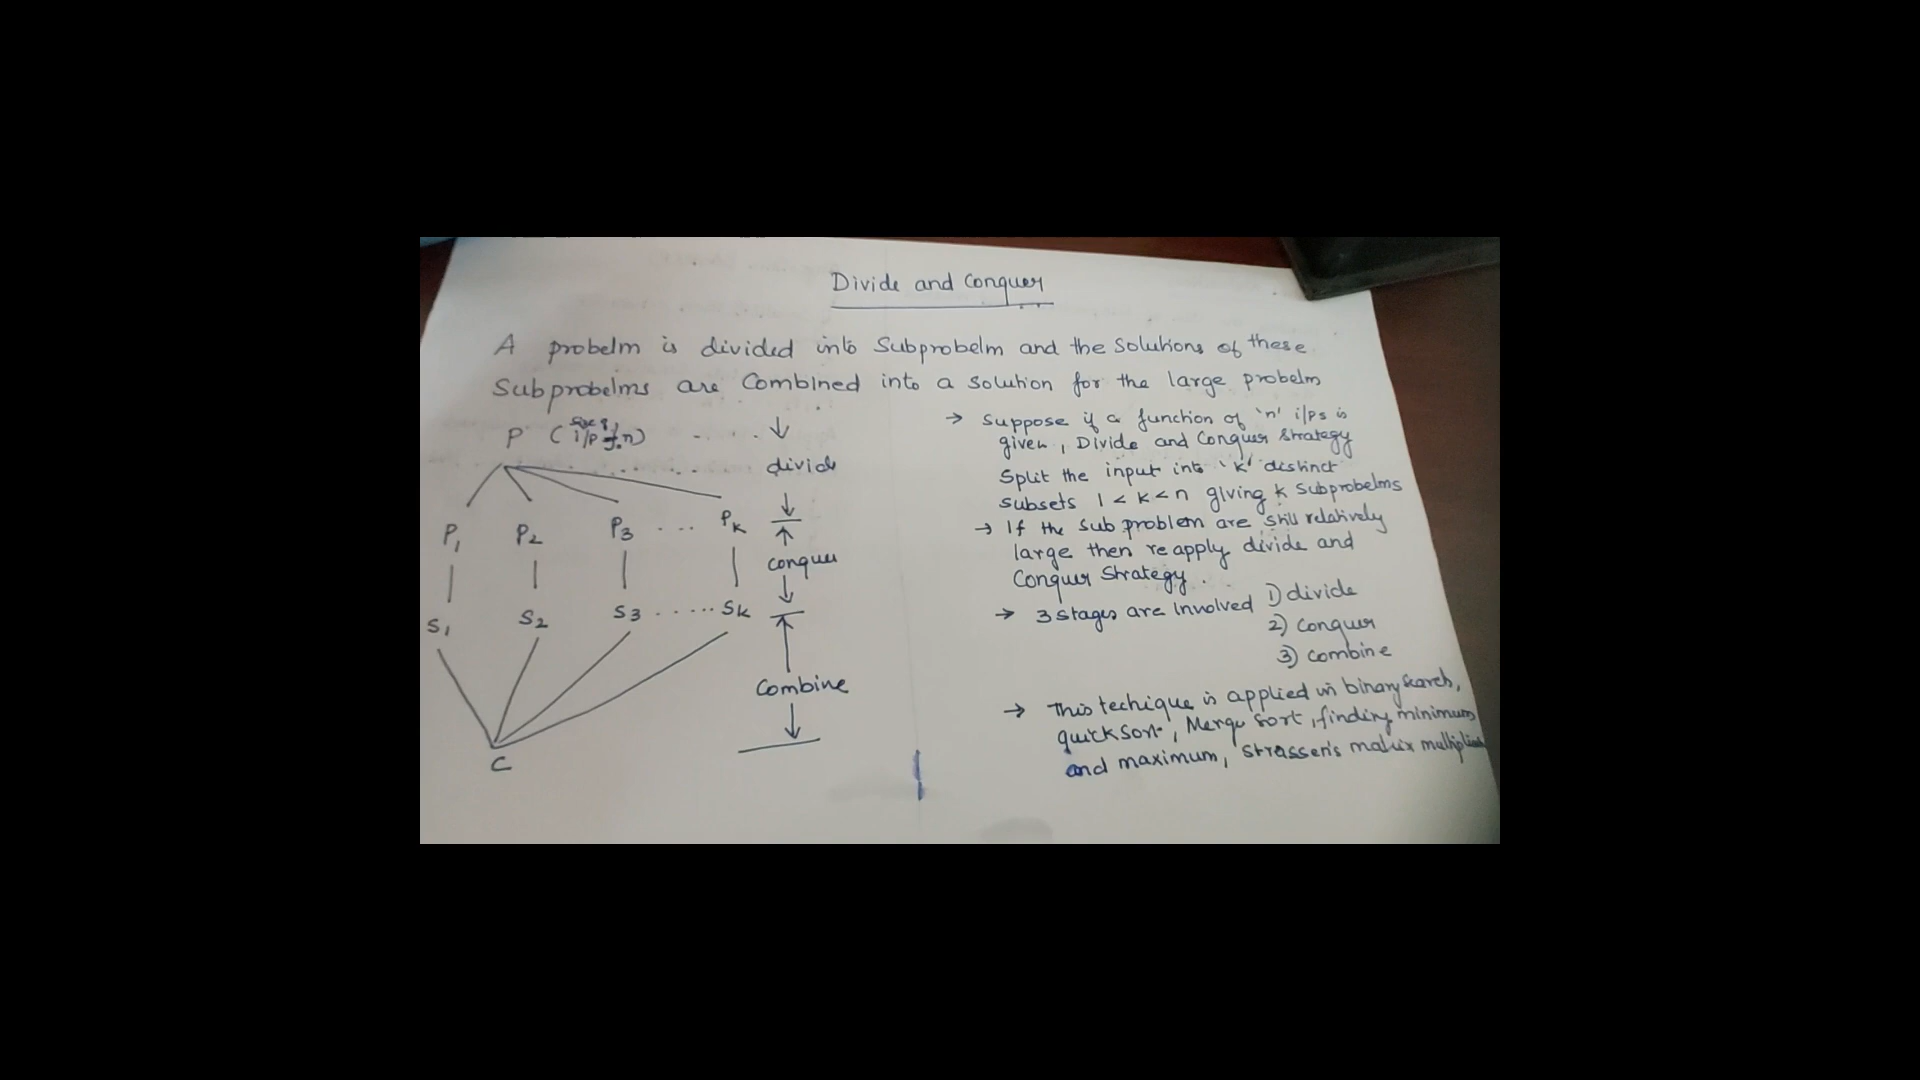 Divide and Conquer
A probelm is divided into Subprobelm and the Solutions of these
Subprobelms are Combined into a solution for the large probelm
P ( i/p n) . . . ↓
divide
P1 P2 P3 . ... Pk
conquer
S1 S2 S3 ...... Sk
Combine
C
→ Suppose if a function of 'n' i/ps is
given, Divide and Conquer Strategy
Split the input into 'k' distinct
subsets 1 < k < n giving k Subprobelms
→ If the sub problem are still relatively
large then re apply divide and
Conquer Strategy.
→ 3 stages are Involved 1) divide
2) conquer
3) combine
→ This techique is applied in binary search,
quick sort, Merge Sort, finding minimum
and maximum, Strassen's matrix